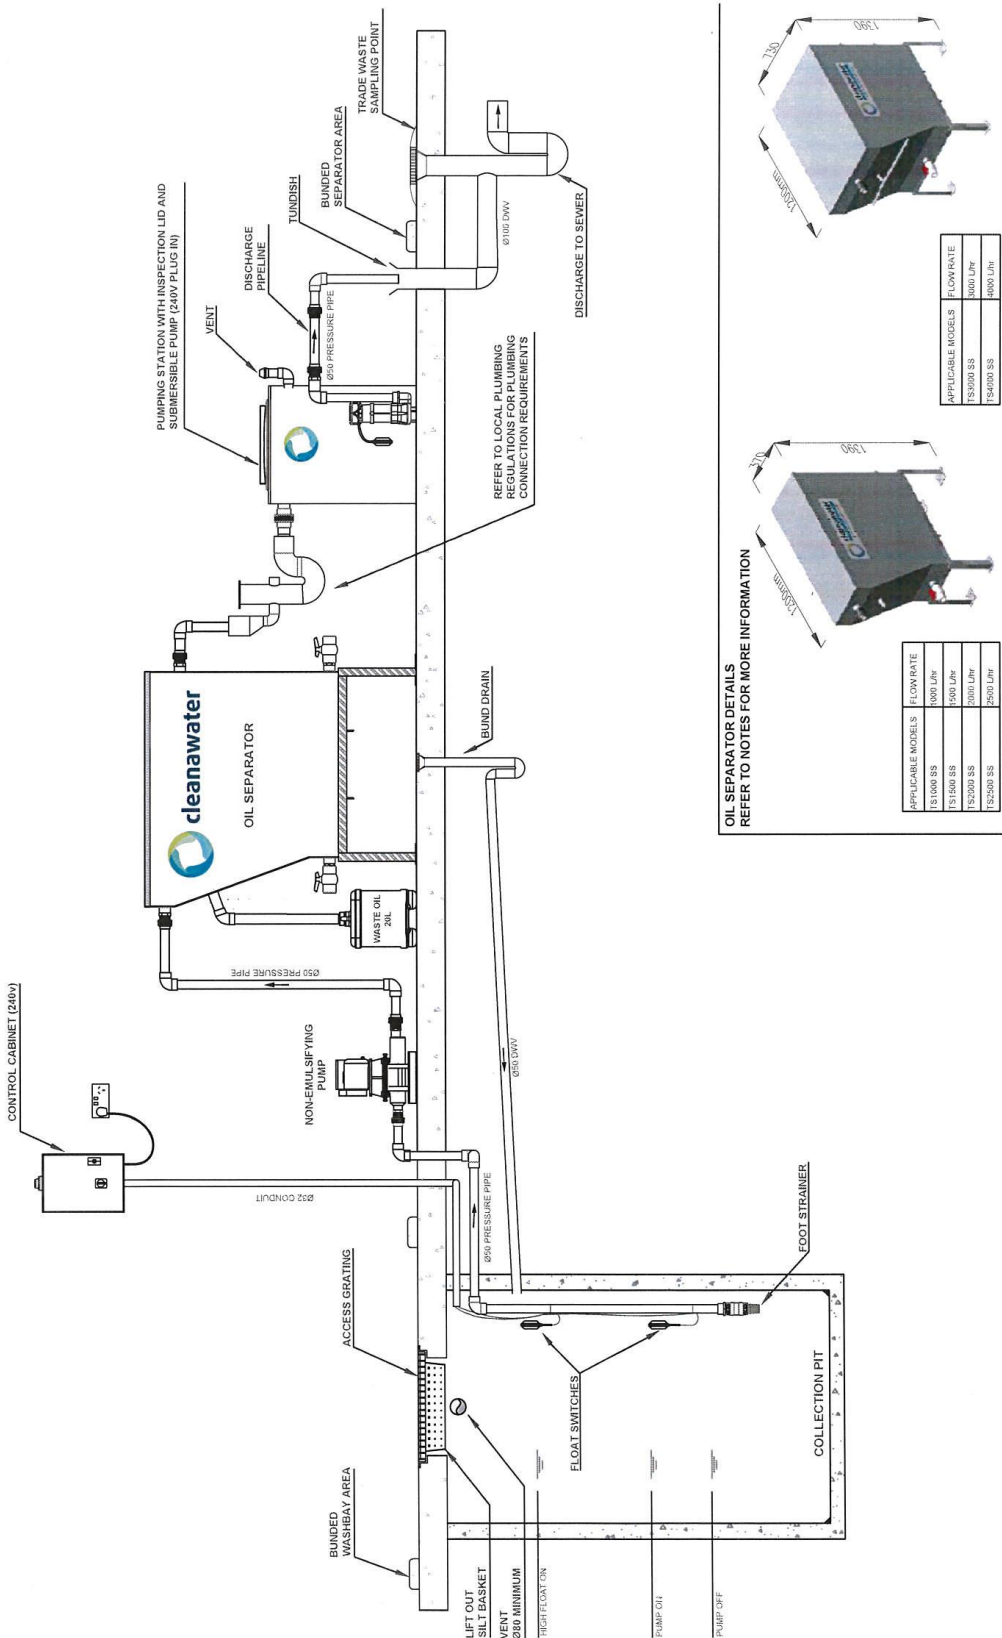 CONTROL CABINET (240v)
PUMPING STATION WITH INSPECTION LID AND
SUBMERSIBLE PUMP (240V PLUG IN)
VENT
DISCHARGE
PIPELINE
TUNDISH
BUNDED
SEPARATOR AREA
TRADE WASTE
SAMPLING POINT
cleanawater
OIL SEPARATOR
Ø50 PRESSURE PIPE
Ø50 PRESSURE PIPE
WASTE OIL
20L
NON-EMULSIFYING
PUMP
Ø32 CONDUIT
BUNDED
WASHBAY AREA
ACCESS GRATING
REFER TO LOCAL PLUMBING
REGULATIONS FOR PLUMBING
CONNECTION REQUIREMENTS
Ø100 DWV
DISCHARGE TO SEWER
BUND DRAIN
Ø50 DWV
Ø50 PRESSURE PIPE
LIFT OUT
SILT BASKET
VENT
Ø80 MINIMUM
HIGH FLOAT ON
PUMP ON
PUMP OFF
FLOAT SWITCHES
FOOT STRAINER
COLLECTION PIT
OIL SEPARATOR DETAILS
REFER TO NOTES FOR MORE INFORMATION
1200mm
370
1390
1200mm
730
1390
cleanawater
cleanawater
APPLICABLE MODELS FLOW RATE
TS1000 SS 1000 L/hr
TS1500 SS 1500 L/hr
TS2000 SS 2000 L/hr
TS2500 SS 2500 L/hr
APPLICABLE MODELS FLOW RATE
TS3000 SS 3000 L/hr
TS4000 SS 4000 L/hr